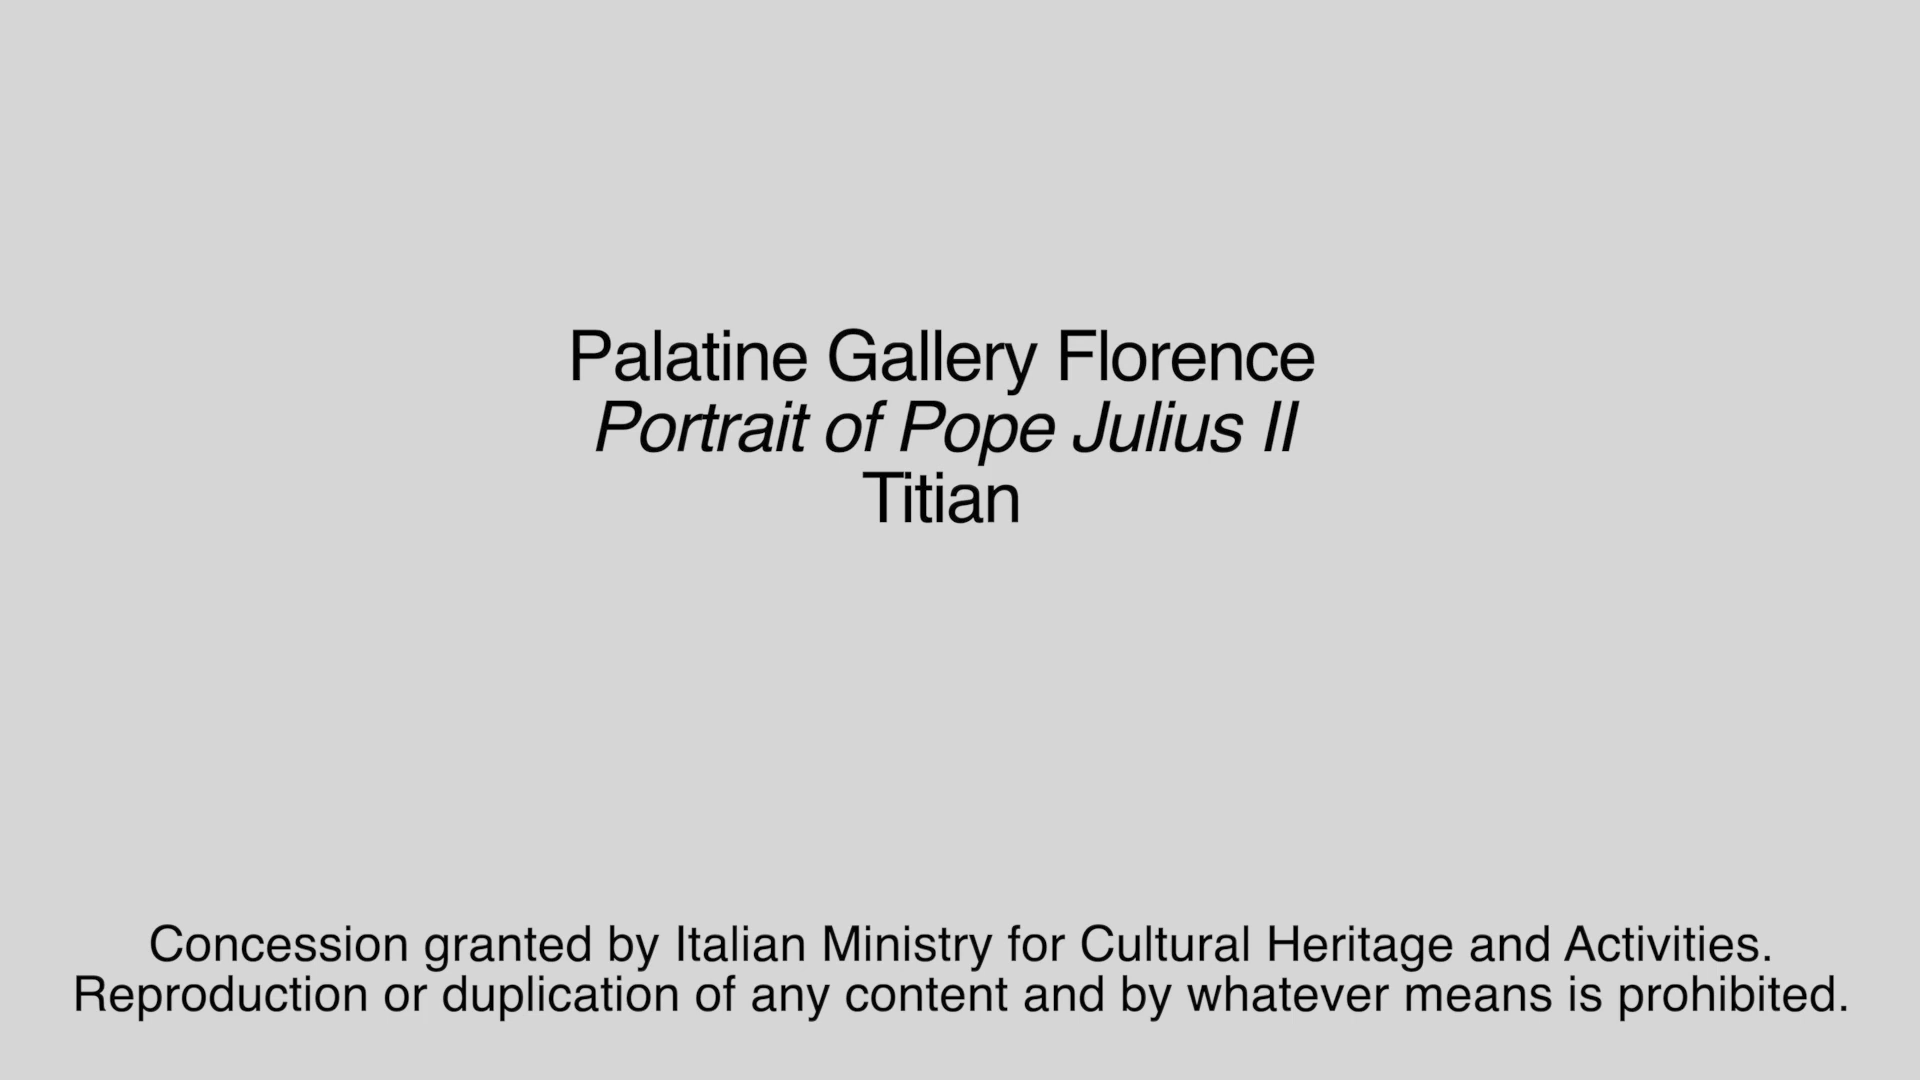 Palatine Gallery Florence
Portrait of Pope Julius II
Titian
Concession granted by Italian Ministry for Cultural Heritage and Activities.
Reproduction or duplication of any content and by whatever means is prohibited.